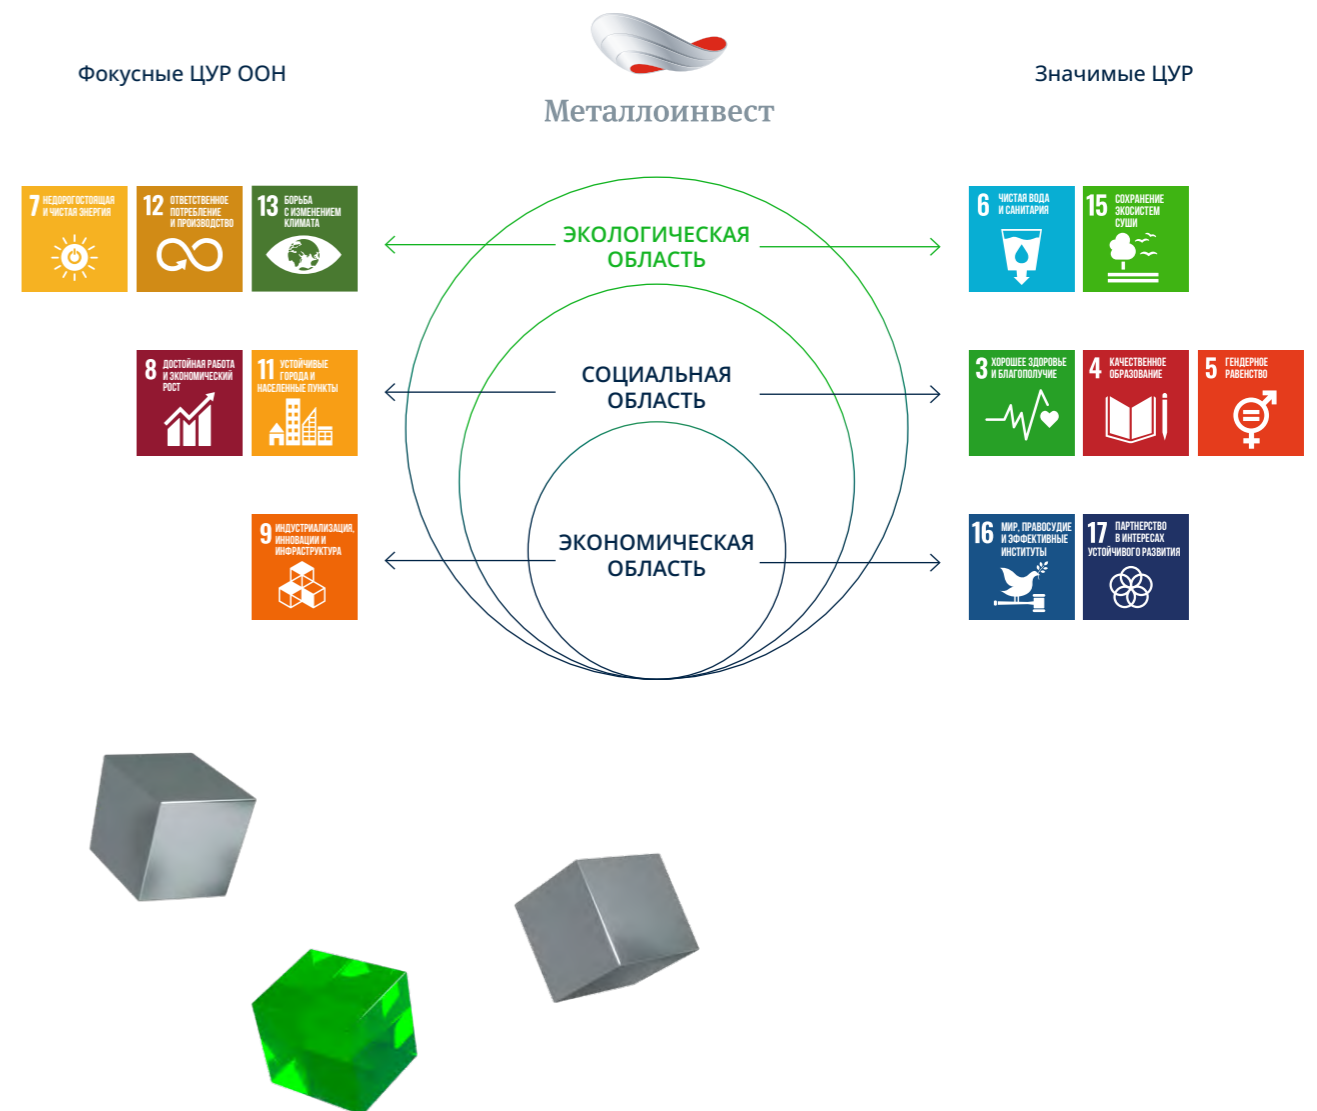 Фокусные ЦУР ООН
Металлоинвест
Значимые ЦУР
7 НЕДОРОГОСТОЯЩАЯ
И ЧИСТАЯ ЭНЕРГИЯ
12 ОТВЕТСТВЕННОЕ
ПОТРЕБЛЕНИЕ
И ПРОИЗВОДСТВО
13 БОРЬБА
С ИЗМЕНЕНИЕМ
КЛИМАТА
ЭКОЛОГИЧЕСКАЯ
ОБЛАСТЬ
6 ЧИСТАЯ ВОДА
И САНИТАРИЯ
15 СОХРАНЕНИЕ
ЭКОСИСТЕМ
СУШИ
8 ДОСТОЙНАЯ РАБОТА
И ЭКОНОМИЧЕСКИЙ
РОСТ
11 УСТОЙЧИВЫЕ
ГОРОДА И
НАСЕЛЕННЫЕ ПУНКТЫ
СОЦИАЛЬНАЯ
ОБЛАСТЬ
3 ХОРОШЕЕ ЗДОРОВЬЕ
И БЛАГОПОЛУЧИЕ
4 КАЧЕСТВЕННОЕ
ОБРАЗОВАНИЕ
5 ГЕНДЕРНОЕ
РАВЕНСТВО
9 ИНДУСТРИАЛИЗАЦИЯ,
ИННОВАЦИИ И
ИНФРАСТРУКТУРА
ЭКОНОМИЧЕСКАЯ
ОБЛАСТЬ
16 МИР, ПРАВОСУДИЕ
И ЭФФЕКТИВНЫЕ
ИНСТИТУТЫ
17 ПАРТНЕРСТВО
В ИНТЕРЕСАХ
УСТОЙЧИВОГО РАЗВИТИЯ